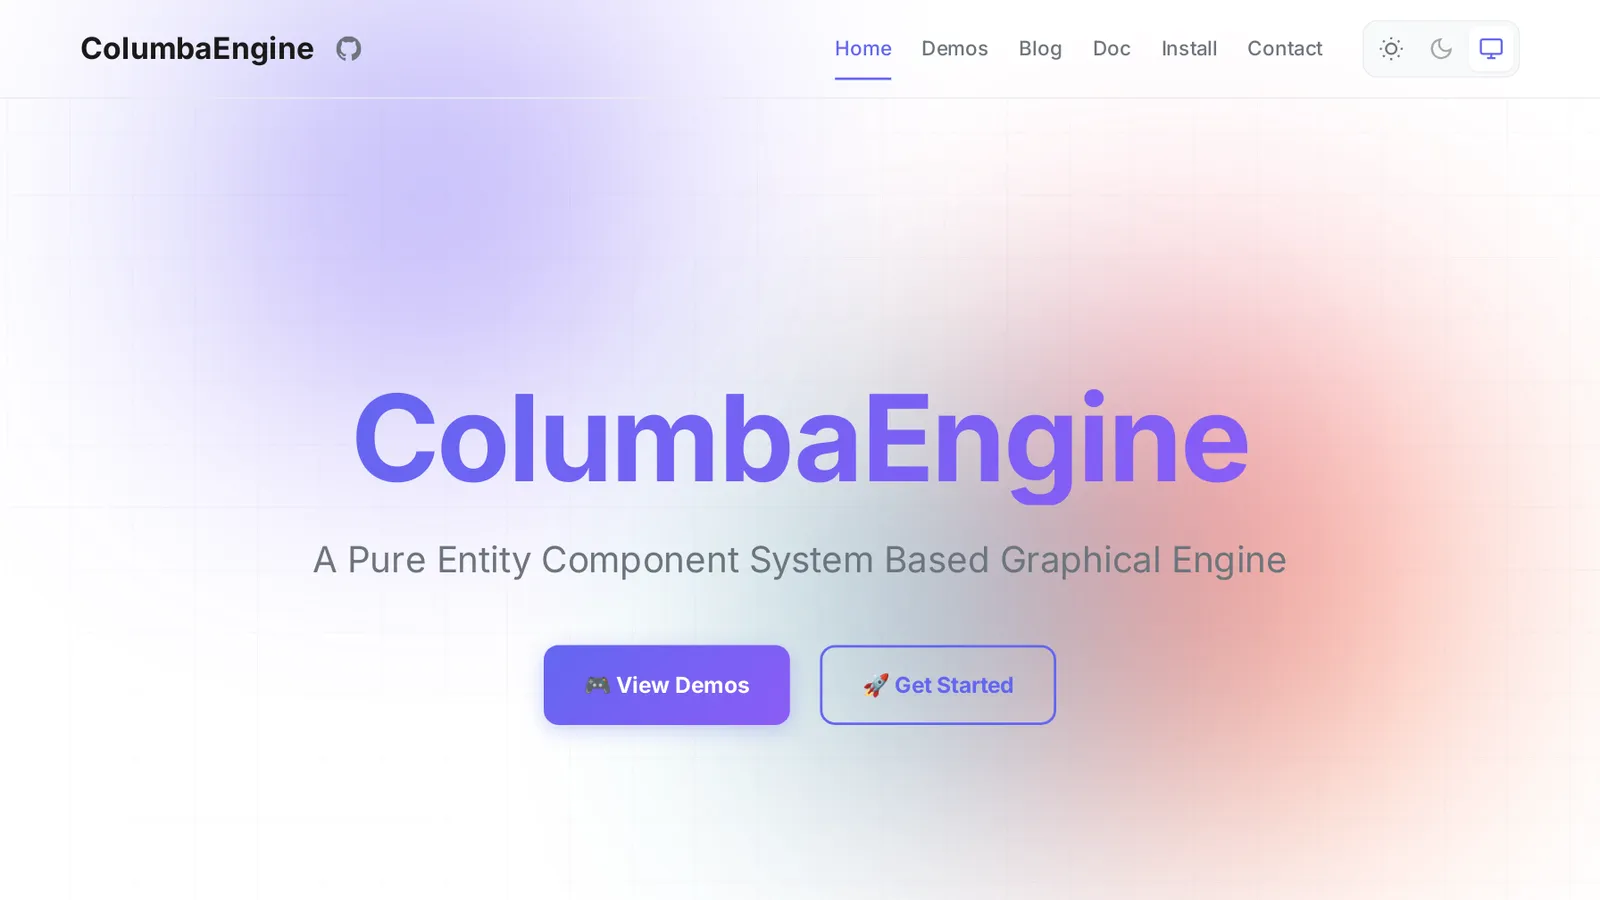 ColumbaEngine
Home Demos Blog Doc Install Contact
ColumbaEngine
A Pure Entity Component System Based Graphical Engine
🎮 View Demos
🚀 Get Started